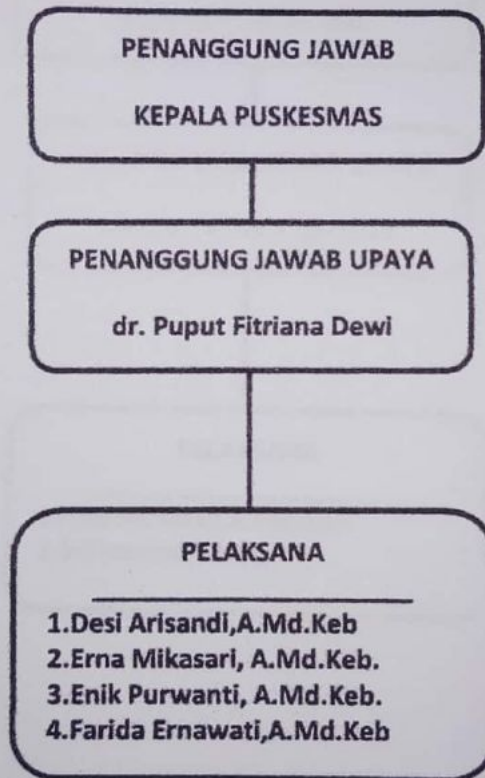 PENANGGUNG JAWAB
KEPALA PUSKESMAS
PENANGGUNG JAWAB UPAYA
dr. Puput Fitriana Dewi
PELAKSANA
1.Desi Arisandi,A.Md.Keb
2.Erna Mikasari, A.Md.Keb.
3.Enik Purwanti, A.Md.Keb.
4.Farida Ernawati,A.Md.Keb